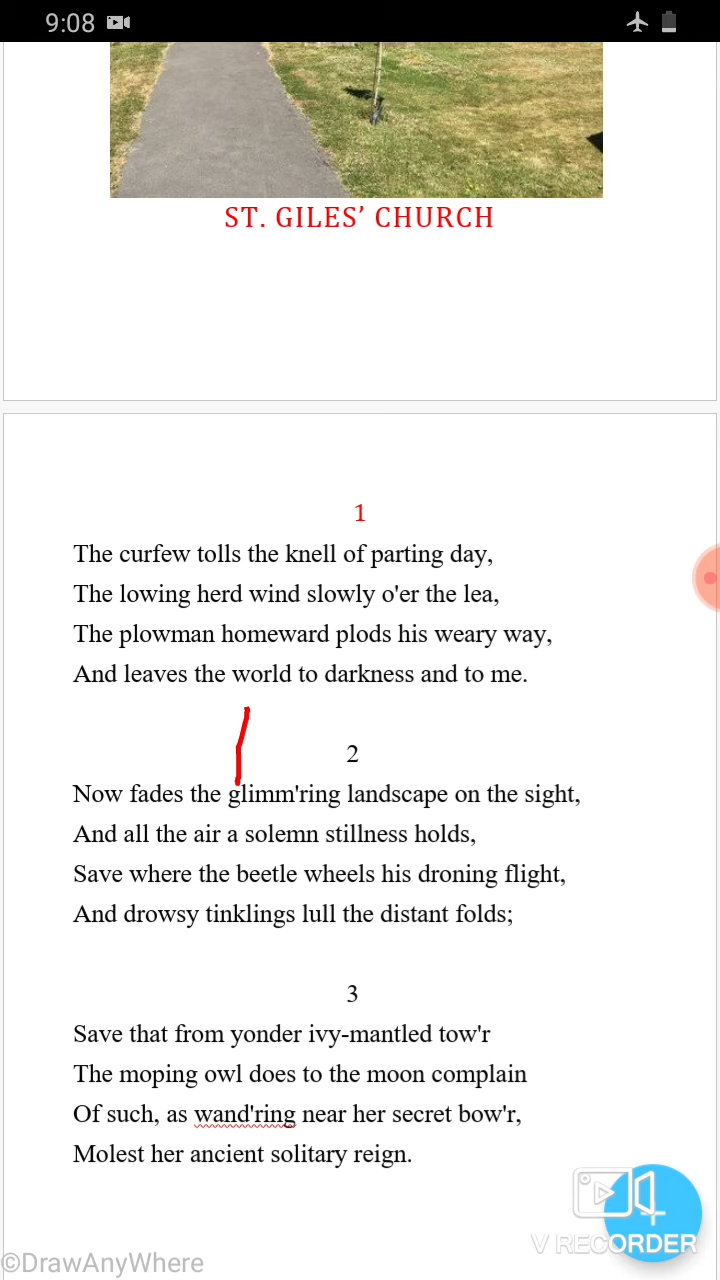 9:08
ST. GILES’ CHURCH
1
The curfew tolls the knell of parting day,
The lowing herd wind slowly o'er the lea,
The plowman homeward plods his weary way,
And leaves the world to darkness and to me.
2
Now fades the glimm'ring landscape on the sight,
And all the air a solemn stillness holds,
Save where the beetle wheels his droning flight,
And drowsy tinklings lull the distant folds;
3
Save that from yonder ivy-mantled tow'r
The moping owl does to the moon complain
Of such, as wand'ring near her secret bow'r,
Molest her ancient solitary reign.
V RECORDER
©DrawAnyWhere